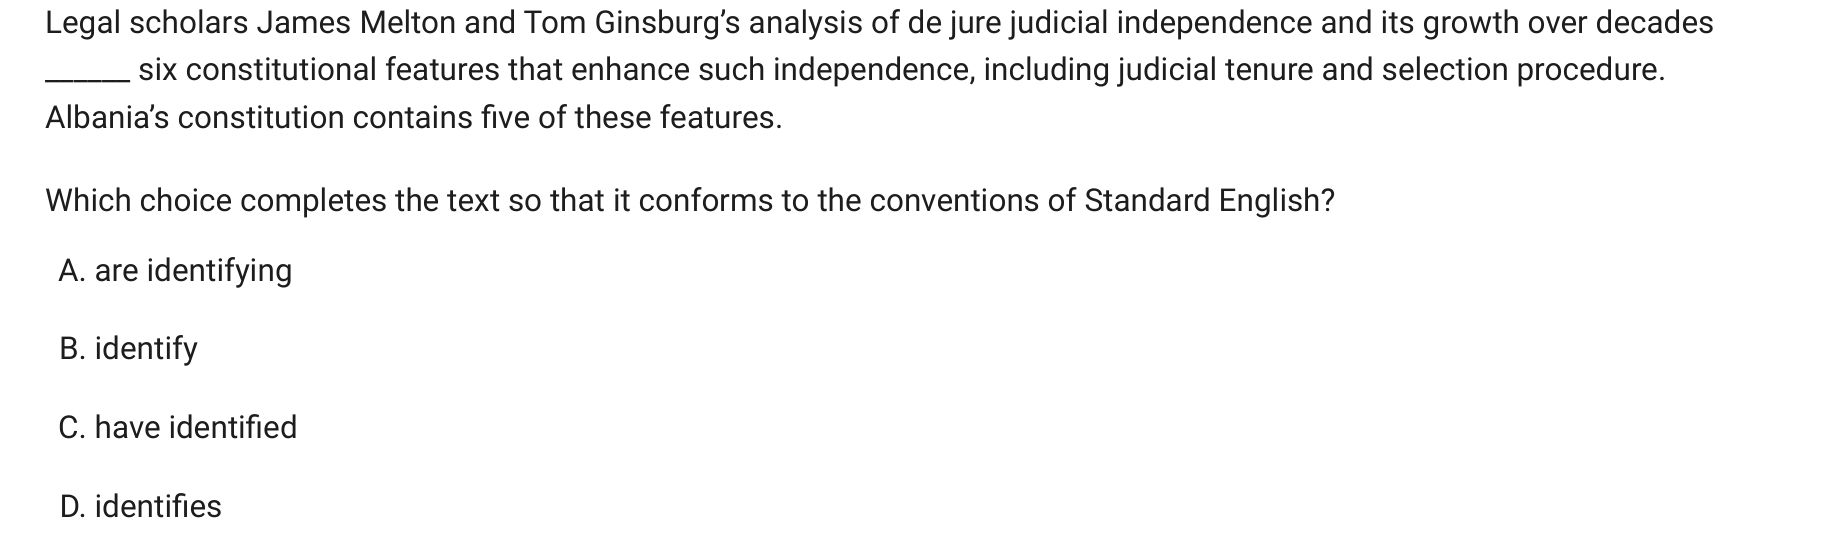 Legal scholars James Melton and Tom Ginsburg’s analysis of de jure judicial independence and its growth over decades
______ six constitutional features that enhance such independence, including judicial tenure and selection procedure.
Albania’s constitution contains five of these features.
Which choice completes the text so that it conforms to the conventions of Standard English?
A. are identifying
B. identify
C. have identified
D. identifies